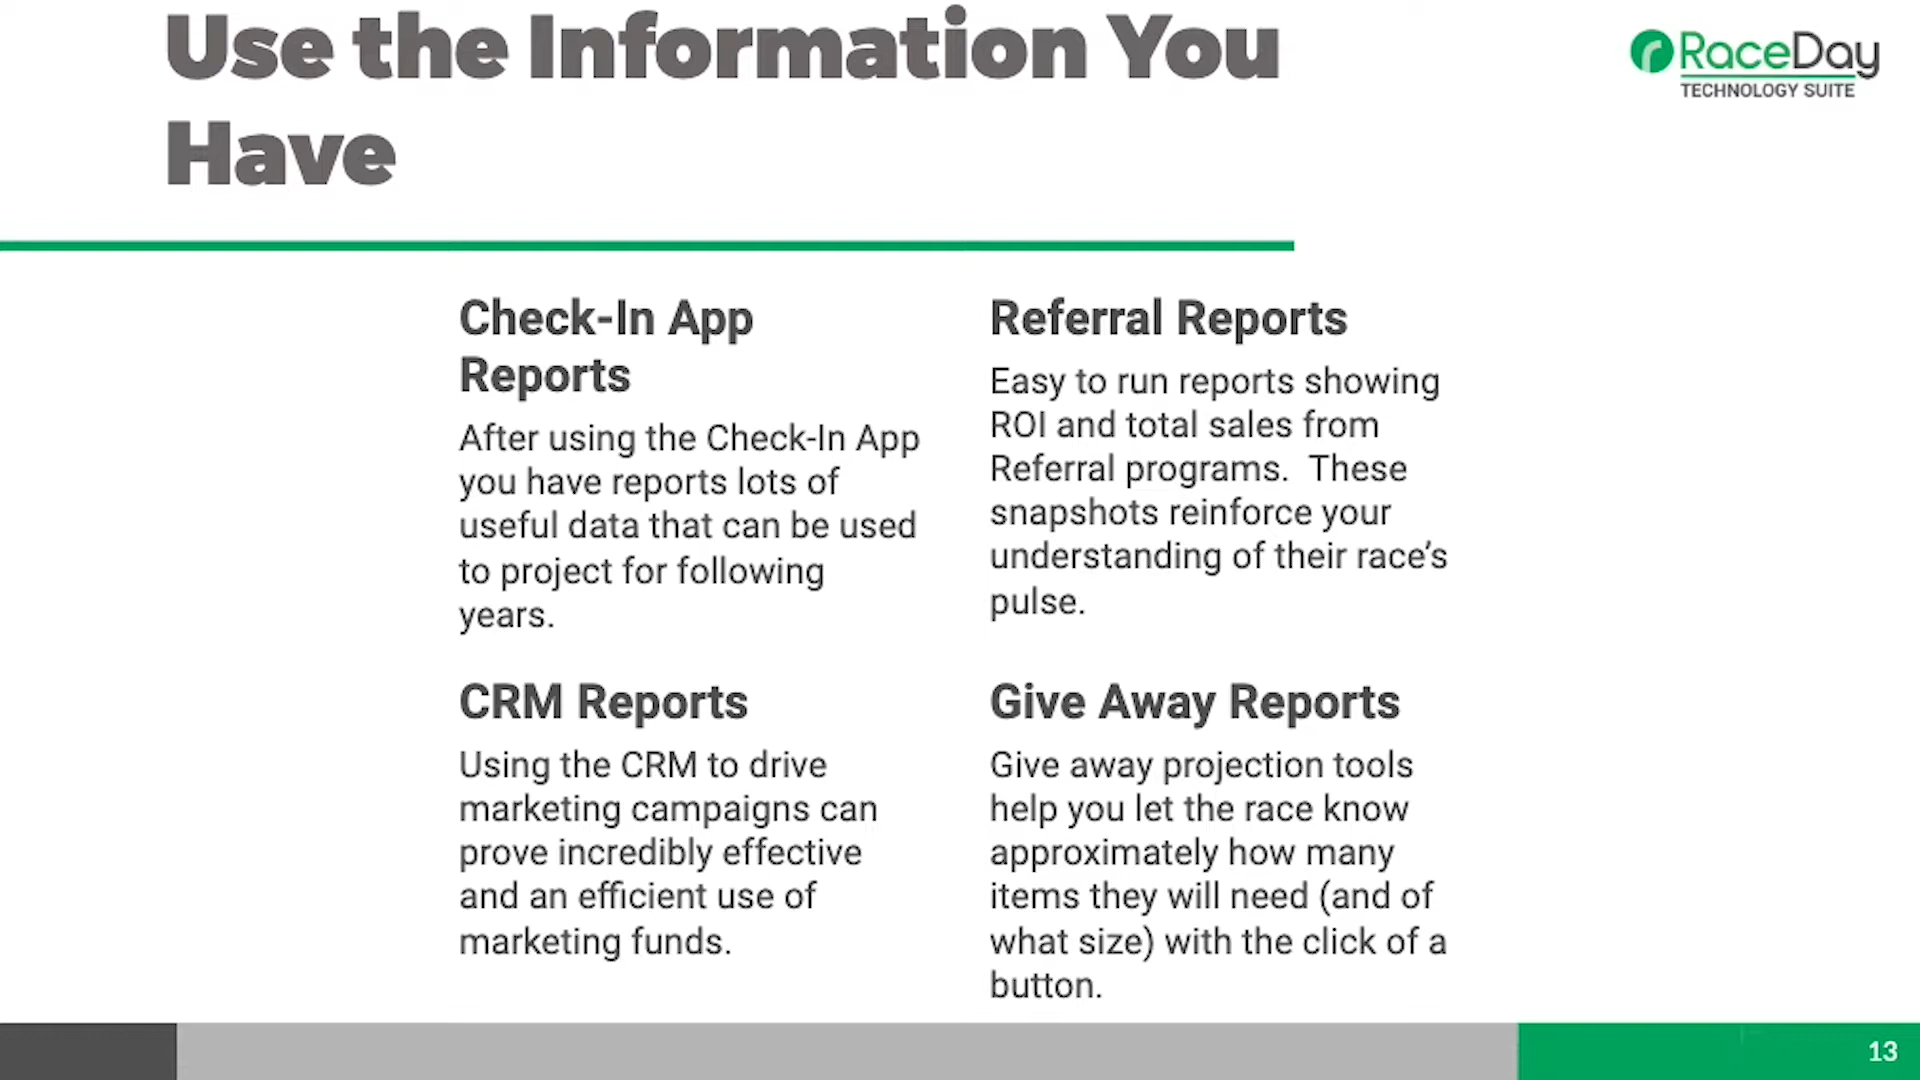 Use the Information You
Have
RaceDay
TECHNOLOGY SUITE
Check-In App
Reports
After using the Check-In App
you have reports lots of
useful data that can be used
to project for following
years.
Referral Reports
Easy to run reports showing
ROI and total sales from
Referral programs.  These
snapshots reinforce your
understanding of their race’s
pulse.
CRM Reports
Using the CRM to drive
marketing campaigns can
prove incredibly effective
and an efficient use of
marketing funds.
Give Away Reports
Give away projection tools
help you let the race know
approximately how many
items they will need (and of
what size) with the click of a
button.
13